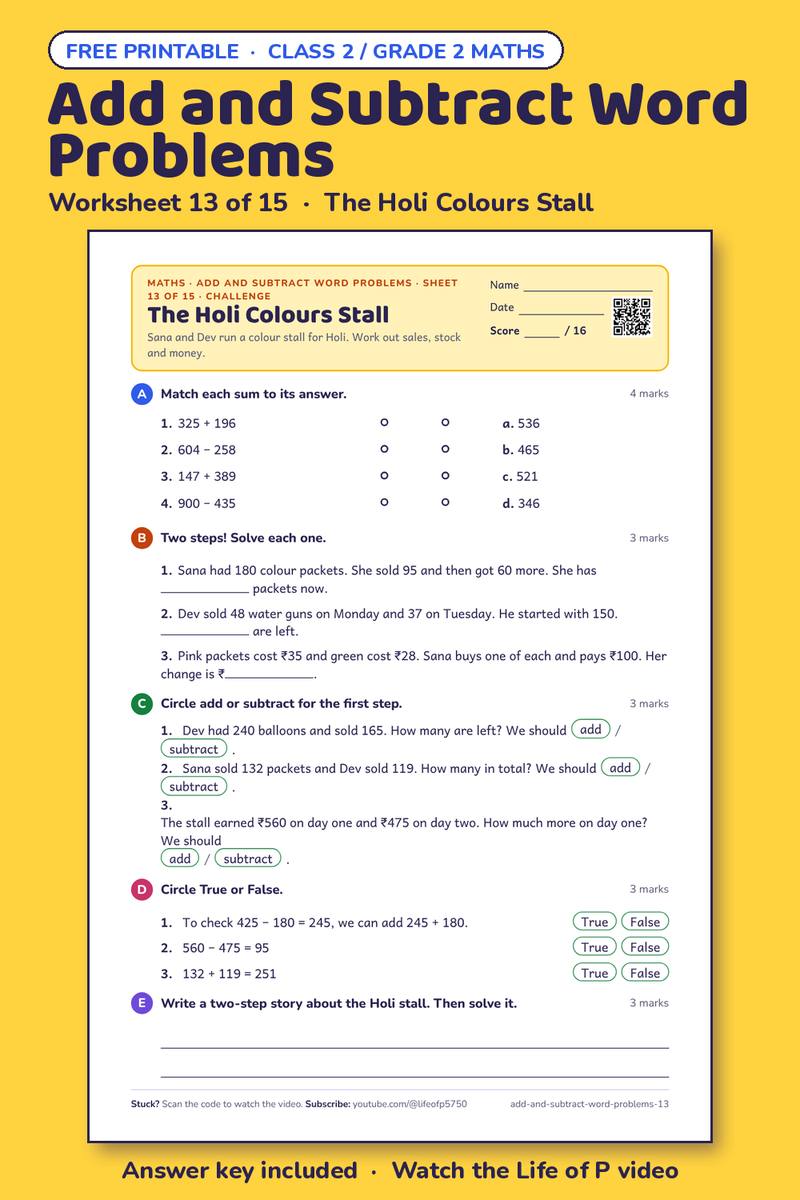 FREE PRINTABLE · CLASS 2 / GRADE 2 MATHS
Add and Subtract Word
Problems
Worksheet 13 of 15 · The Holi Colours Stall
MATHS · ADD AND SUBTRACT WORD PROBLEMS · SHEET
13 OF 15 · CHALLENGE
The Holi Colours Stall
Sana and Dev run a colour stall for Holi. Work out sales, stock
and money.
Name ____________________
Date ______________
Score ______ / 16
A Match each sum to its answer. 4 marks
1. 325 + 196 a. 536
2. 604 − 258 b. 465
3. 147 + 389 c. 521
4. 900 − 435 d. 346
B Two steps! Solve each one. 3 marks
1. Sana had 180 colour packets. She sold 95 and then got 60 more. She has
______________ packets now.
2. Dev sold 48 water guns on Monday and 37 on Tuesday. He started with 150.
______________ are left.
3. Pink packets cost ₹35 and green cost ₹28. Sana buys one of each and pays ₹100. Her
change is ₹______________.
C Circle add or subtract for the first step. 3 marks
1. Dev had 240 balloons and sold 165. How many are left? We should add /
subtract .
2. Sana sold 132 packets and Dev sold 119. How many in total? We should add /
subtract .
3.
The stall earned ₹560 on day one and ₹475 on day two. How much more on day one?
We should
add / subtract .
D Circle True or False. 3 marks
1. To check 425 − 180 = 245, we can add 245 + 180. True False
2. 560 − 475 = 95 True False
3. 132 + 119 = 251 True False
E Write a two-step story about the Holi stall. Then solve it. 3 marks
Stuck? Scan the code to watch the video. Subscribe: youtube.com/@lifeofp5750 add-and-subtract-word-problems-13
Answer key included · Watch the Life of P video